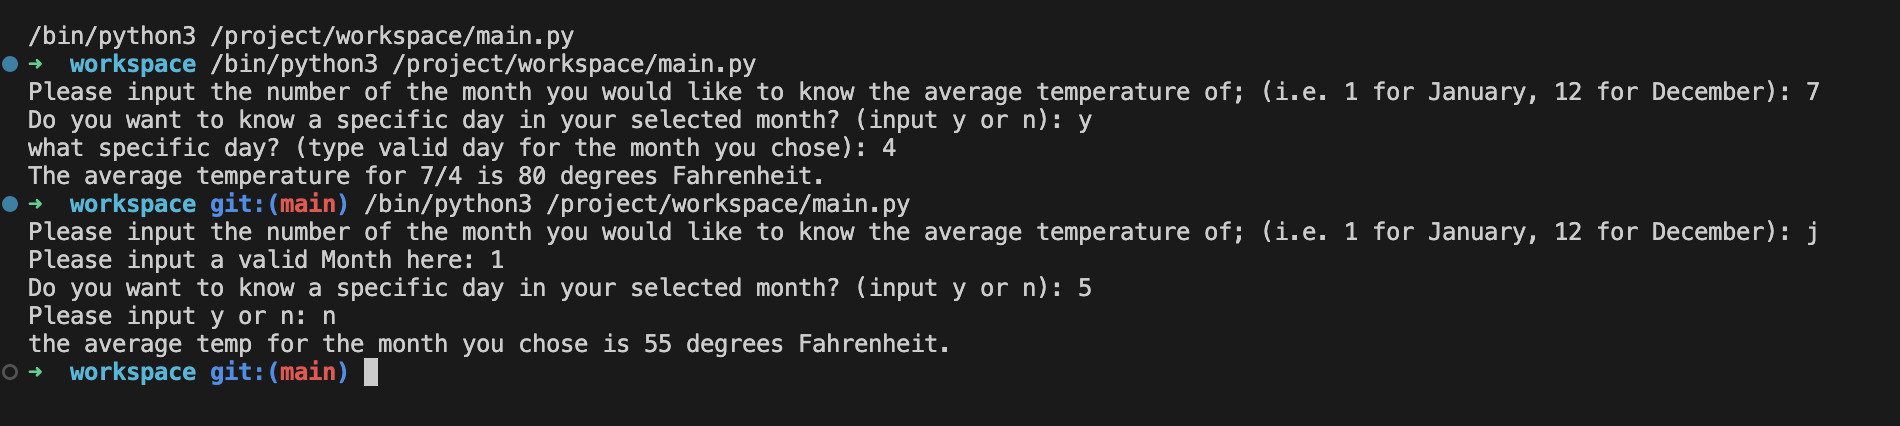 /bin/python3 /project/workspace/main.py
➜  workspace /bin/python3 /project/workspace/main.py
Please input the number of the month you would like to know the average temperature of; (i.e. 1 for January, 12 for December): 7
Do you want to know a specific day in your selected month? (input y or n): y
what specific day? (type valid day for the month you chose): 4
The average temperature for 7/4 is 80 degrees Fahrenheit.
➜  workspace git:(main) /bin/python3 /project/workspace/main.py
Please input the number of the month you would like to know the average temperature of; (i.e. 1 for January, 12 for December): j
Please input a valid Month here: 1
Do you want to know a specific day in your selected month? (input y or n): 5
Please input y or n: n
the average temp for the month you chose is 55 degrees Fahrenheit.
➜  workspace git:(main)